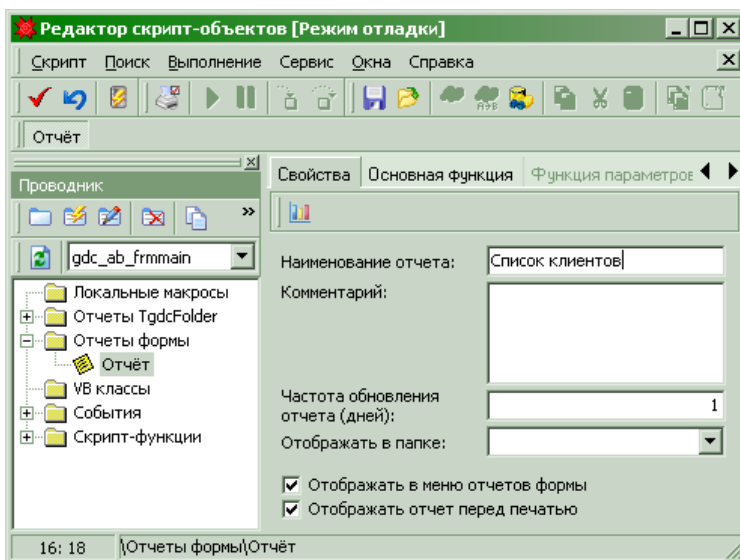 Редактор скрипт-объектов [Режим отладки]
Скрипт Поиск Выполнение Сервис Окна Справка
Отчёт
Проводник
gdc_ab_frmmain
Локальные макросы
Отчеты TgdcFolder
Отчеты формы
Отчёт
VB классы
События
Скрипт-функции
Свойства Основная функция Функция параметров
Наименование отчета: Список клиентов
Комментарий:
Частота обновления
отчета (дней): 1
Отображать в папке:
Отображать в меню отчетов формы
Отображать отчет перед печатью
16: 18 \Отчеты формы\Отчёт